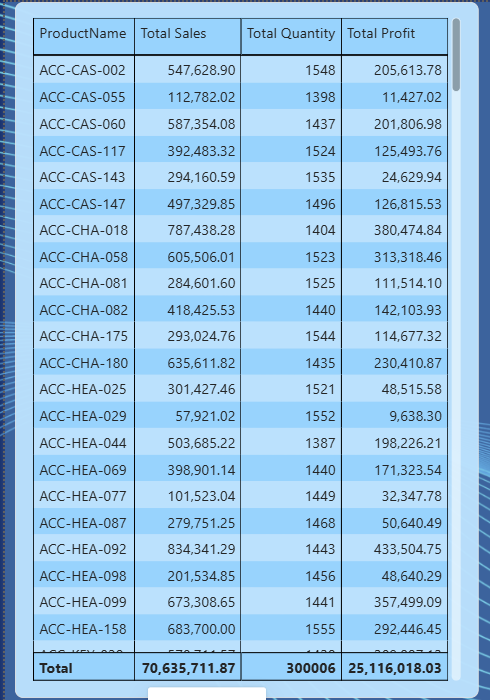 ProductName Total Sales Total Quantity Total Profit
ACC-CAS-002 547,628.90 1548 205,613.78
ACC-CAS-055 112,782.02 1398 11,427.02
ACC-CAS-060 587,354.08 1437 201,806.98
ACC-CAS-117 392,483.32 1524 125,493.76
ACC-CAS-143 294,160.59 1535 24,629.94
ACC-CAS-147 497,329.85 1496 126,815.53
ACC-CHA-018 787,438.28 1404 380,474.84
ACC-CHA-058 605,506.01 1523 313,318.46
ACC-CHA-081 284,601.60 1525 111,514.10
ACC-CHA-082 418,425.53 1440 142,103.93
ACC-CHA-175 293,024.76 1544 114,677.32
ACC-CHA-180 635,611.82 1435 230,410.87
ACC-HEA-025 301,427.46 1521 48,515.58
ACC-HEA-029 57,921.02 1552 9,638.30
ACC-HEA-044 503,685.22 1387 198,226.21
ACC-HEA-069 398,901.14 1440 171,323.54
ACC-HEA-077 101,523.04 1449 32,347.78
ACC-HEA-087 279,751.25 1468 50,640.49
ACC-HEA-092 834,341.29 1443 433,504.75
ACC-HEA-098 201,534.85 1456 48,640.29
ACC-HEA-099 673,308.65 1441 357,499.09
ACC-HEA-158 683,700.00 1555 292,446.45
Total 70,635,711.87 300006 25,116,018.03